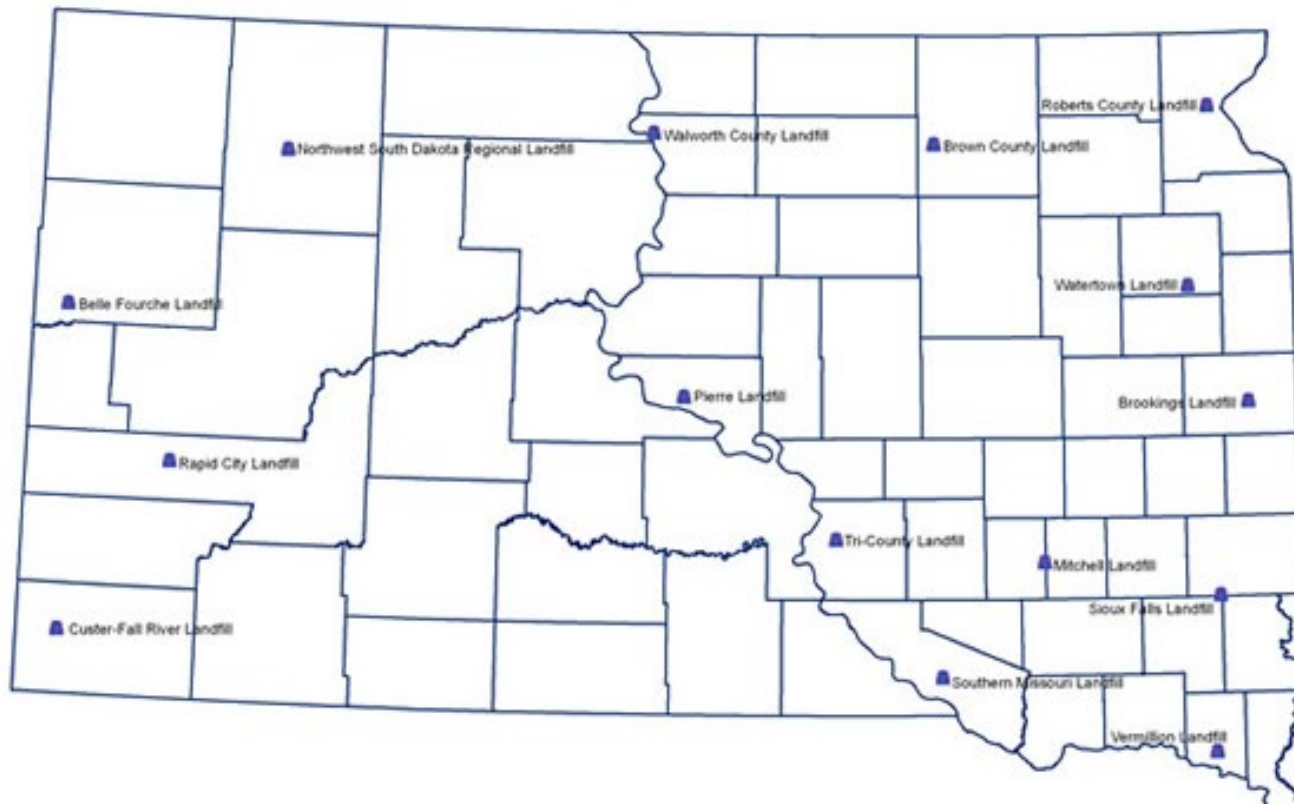 Roberts County Landfill
Walworth County Landfill
Northwest South Dakota Regional Landfill
Brown County Landfill
Watertown Landfill
Belle Fourche Landfill
Pierre Landfill
Brookings Landfill
Rapid City Landfill
Tri-County Landfill
Mitchell Landfill
Sioux Falls Landfill
Custer-Fall River Landfill
Southern Missouri Landfill
Vermillion Landfill